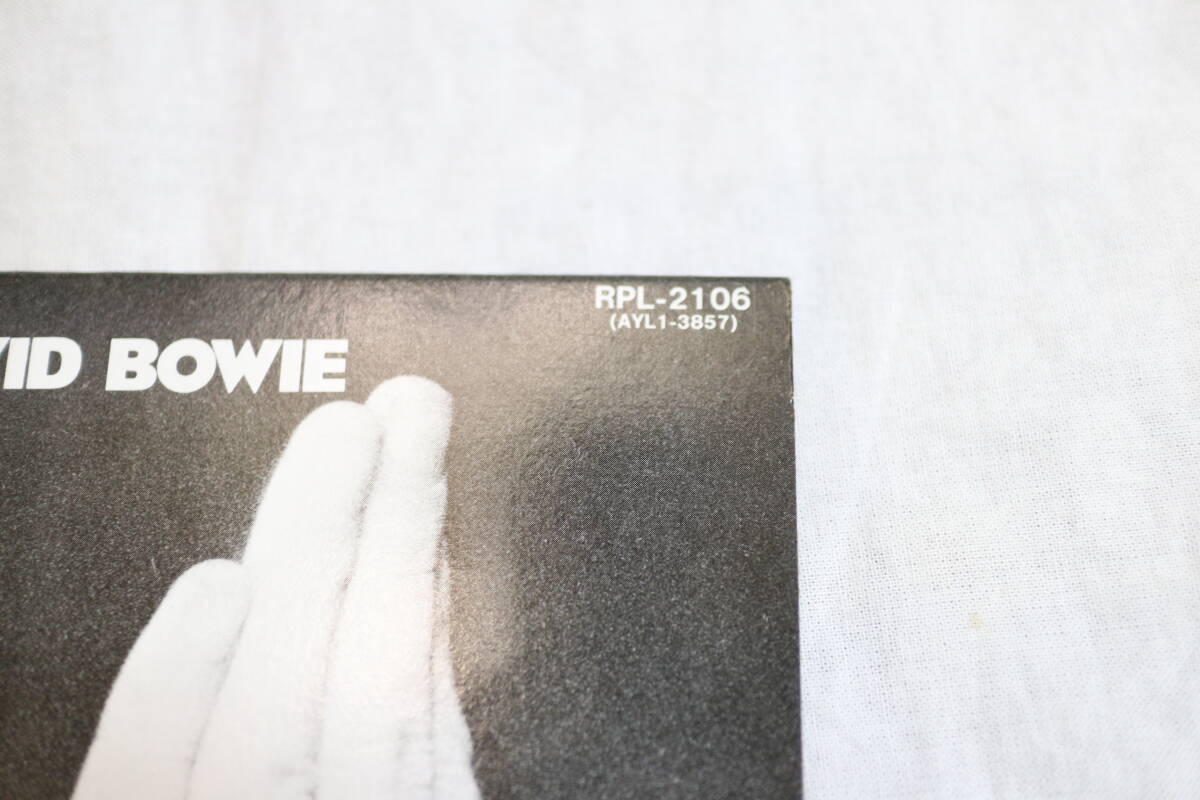 RPL-2106
(AYL1-3857)
VID BOWIE